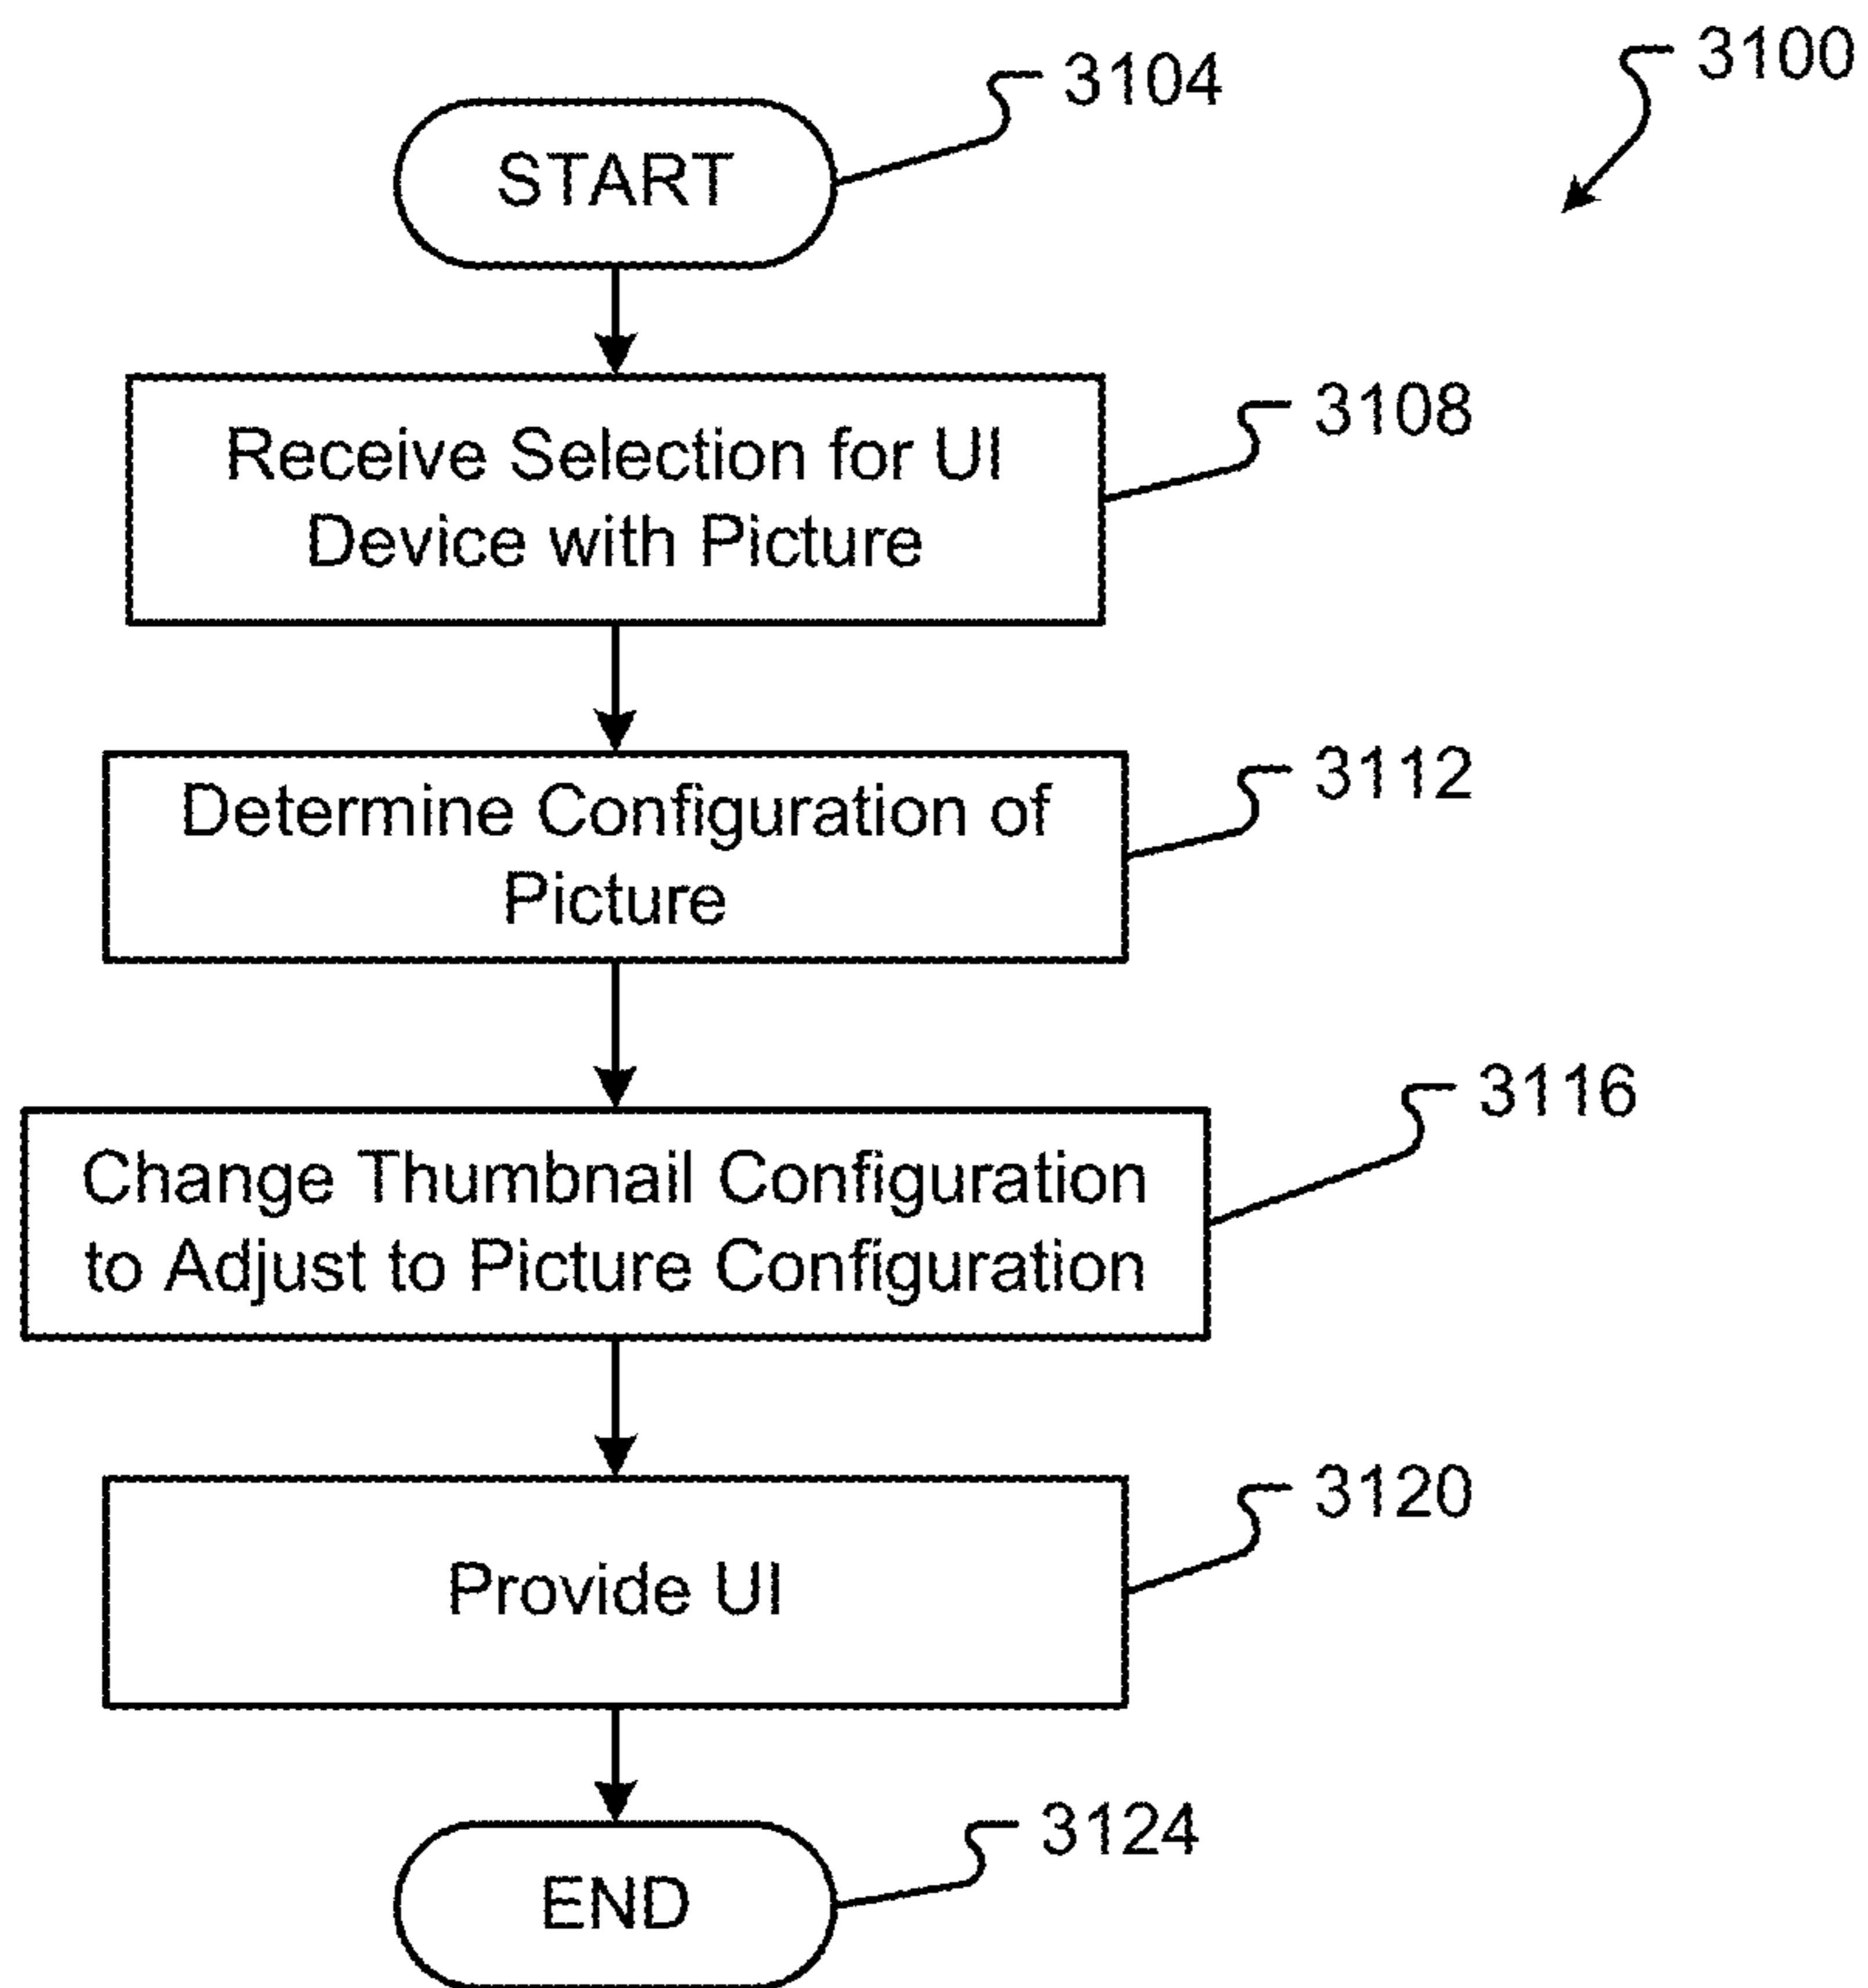 3100
3104
START
3108
Receive Selection for UI
Device with Picture
3112
Determine Configuration of
Picture
3116
Change Thumbnail Configuration
to Adjust to Picture Configuration
3120
Provide UI
3124
END